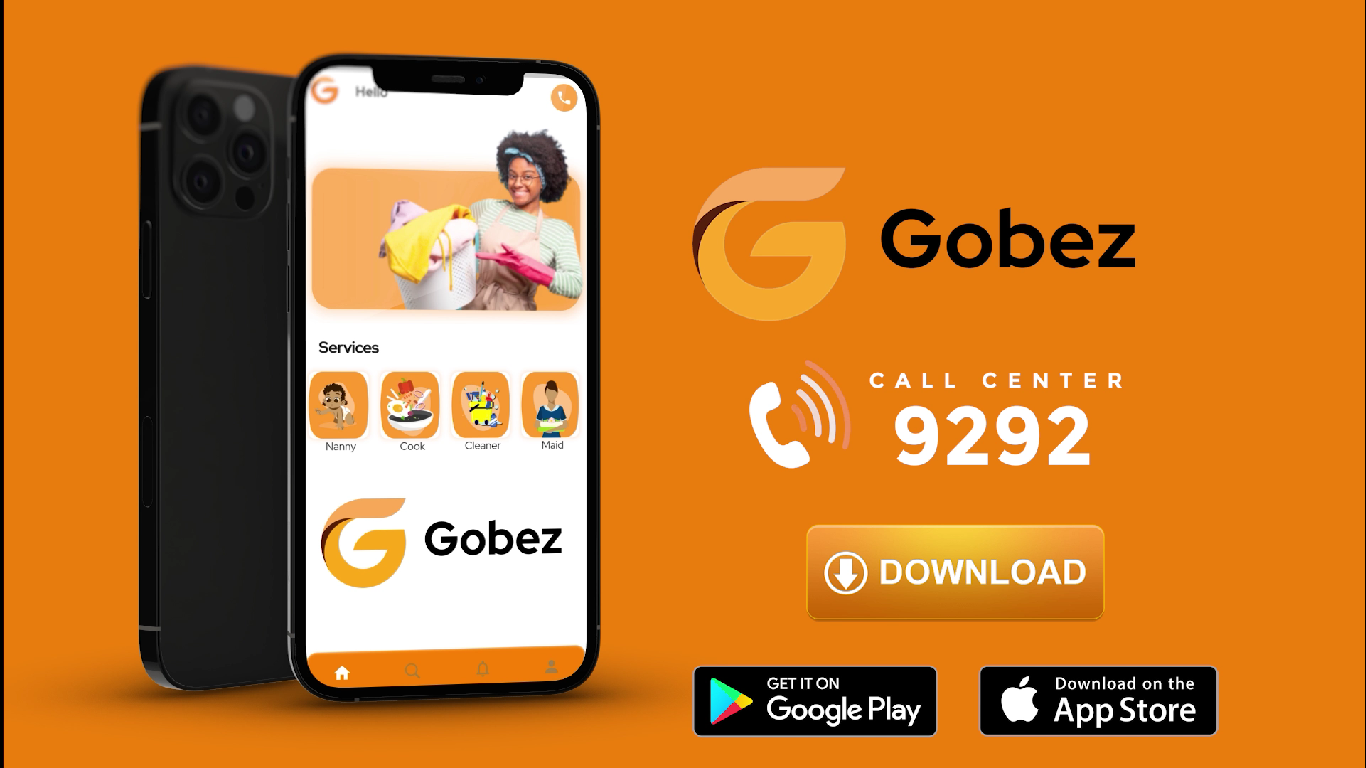 Hello
Services
Nanny
Cook
Cleaner
Maid
Gobez
Gobez
CALL CENTER
9292
DOWNLOAD
GET IT ON
Google Play
Download on the
App Store